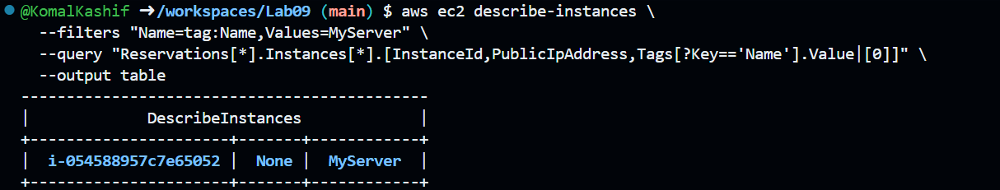 @KomalKashif ➜/workspaces/Lab09 (main) $ aws ec2 describe-instances \
  --filters "Name=tag:Name,Values=MyServer" \
  --query "Reservations[*].Instances[*].[InstanceId,PublicIpAddress,Tags[?Key=='Name'].Value|[0]]" \
  --output table
---------------------------------------------
|             DescribeInstances             |
+----------------------+-------+------------+
|  i-054588957c7e65052 |  None |  MyServer  |
+----------------------+-------+------------+